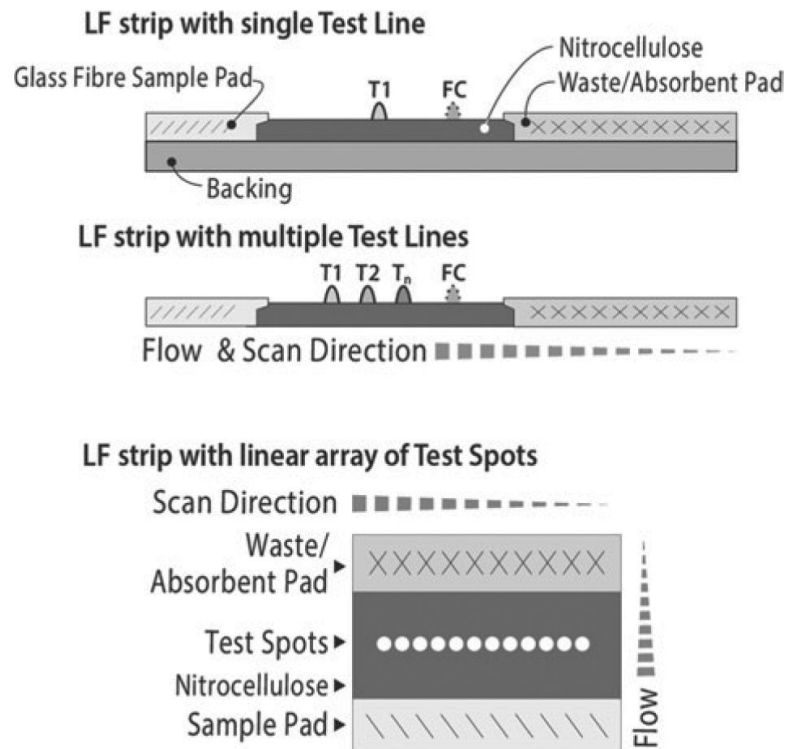 LF strip with single Test Line
Nitrocellulose
Glass Fibre Sample Pad
Waste/Absorbent Pad
T1
FC
Backing
LF strip with multiple Test Lines
T1 T2 Tn FC
Flow & Scan Direction
LF strip with linear array of Test Spots
Scan Direction
Waste/
Absorbent Pad
Test Spots
Nitrocellulose
Sample Pad
Flow